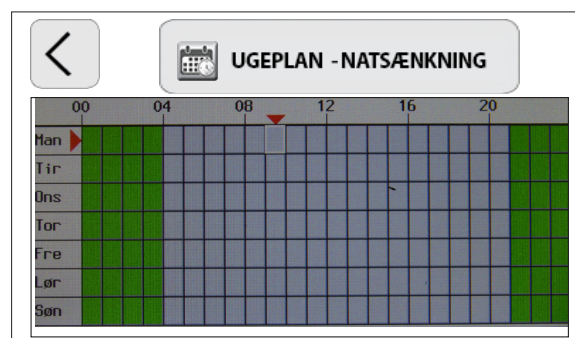 UGEPLAN - NATSÆNKNING
00 04 08 12 16 20
Man
Tir
Ons
Tor
Fre
Lør
Søn